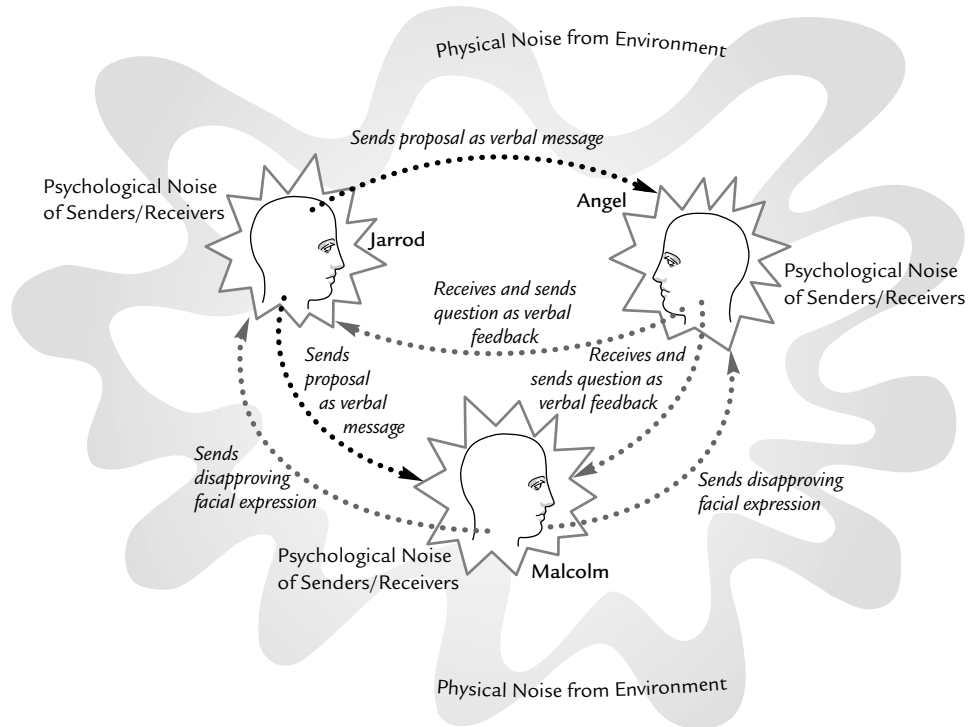 Physical Noise from Environment
Sends proposal as verbal message
Psychological Noise
of Senders/Receivers
Jarrod
Angel
Psychological Noise
of Senders/Receivers
Receives and sends
question as verbal
feedback
Sends
proposal
as verbal
message
Receives and
sends question as
verbal feedback
Sends
disapproving
facial expression
Sends disapproving
facial expression
Psychological Noise
of Senders/Receivers
Malcolm
Physical Noise from Environment